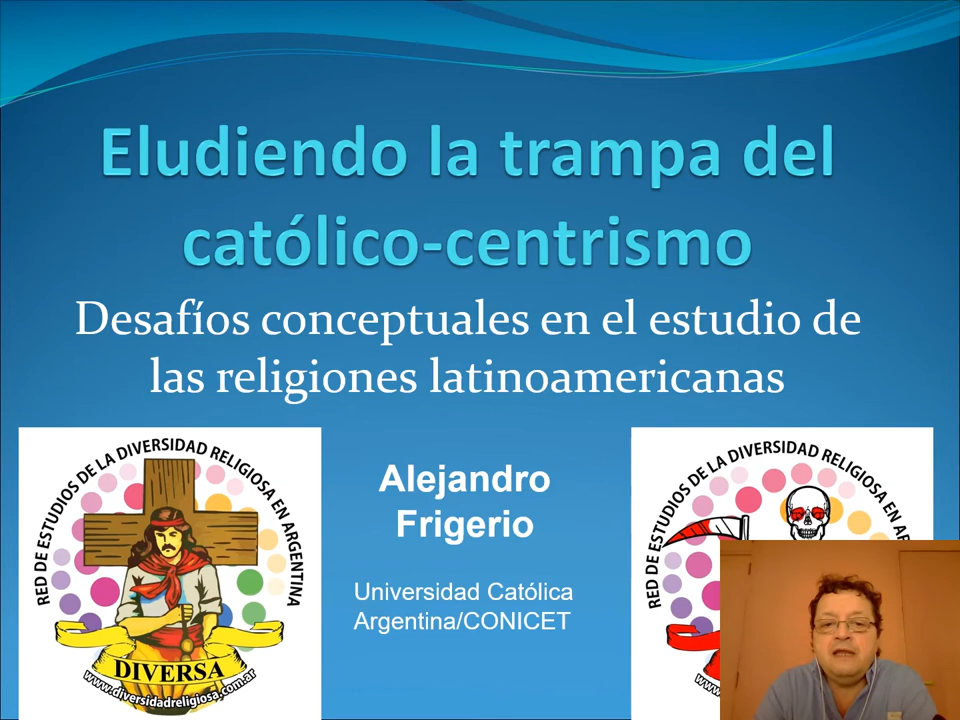 Eludiendo la trampa del
católico-centrismo
Desafíos conceptuales en el estudio de
las religiones latinoamericanas
RED DE ESTUDIOS DE LA DIVERSIDAD RELIGIOSA EN ARGENTINA
DIVERSA
www.diversidadreligiosa.com.ar
Alejandro
Frigerio
Universidad Católica
Argentina/CONICET
RED DE ESTUDIOS DE LA DIVERSIDAD RELIGIOSA EN